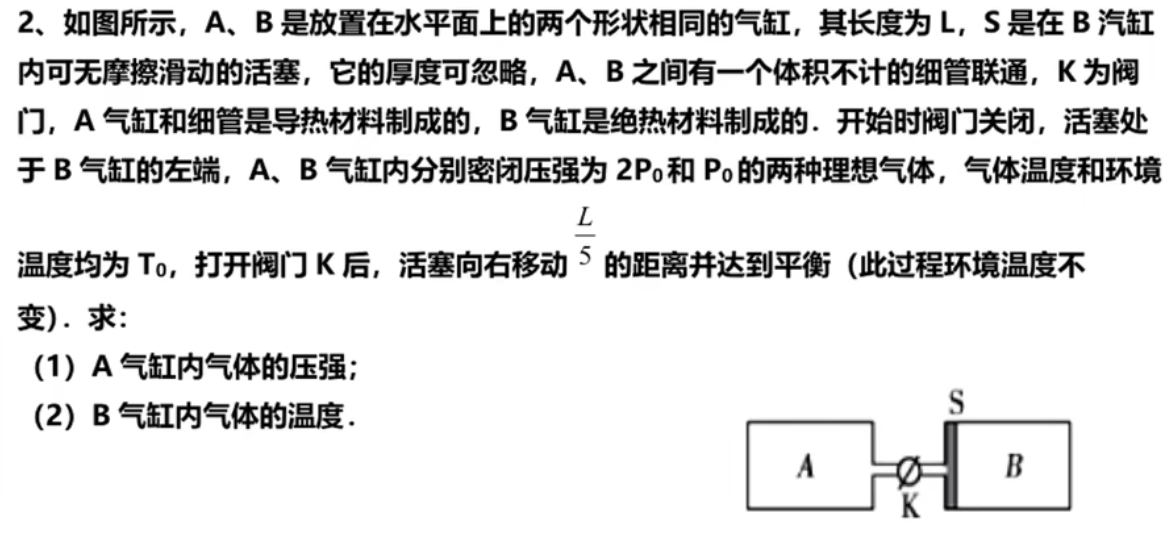 2、如图所示，A、B 是放置在水平面上的两个形状相同的气缸，其长度为 L，S 是在 B 汽缸
内可无摩擦滑动的活塞，它的厚度可忽略，A、B 之间有一个体积不计的细管联通，K 为阀
门，A 气缸和细管是导热材料制成的，B 气缸是绝热材料制成的．开始时阀门关闭，活塞处
于 B 气缸的左端，A、B 气缸内分别密闭压强为 2P₀和 P₀的两种理想气体，气体温度和环境
温度均为 T₀，打开阀门 K 后，活塞向右移动 L/5 的距离并达到平衡（此过程环境温度不
变）．求：
（1）A 气缸内气体的压强；
（2）B 气缸内气体的温度．
S
A
B
K